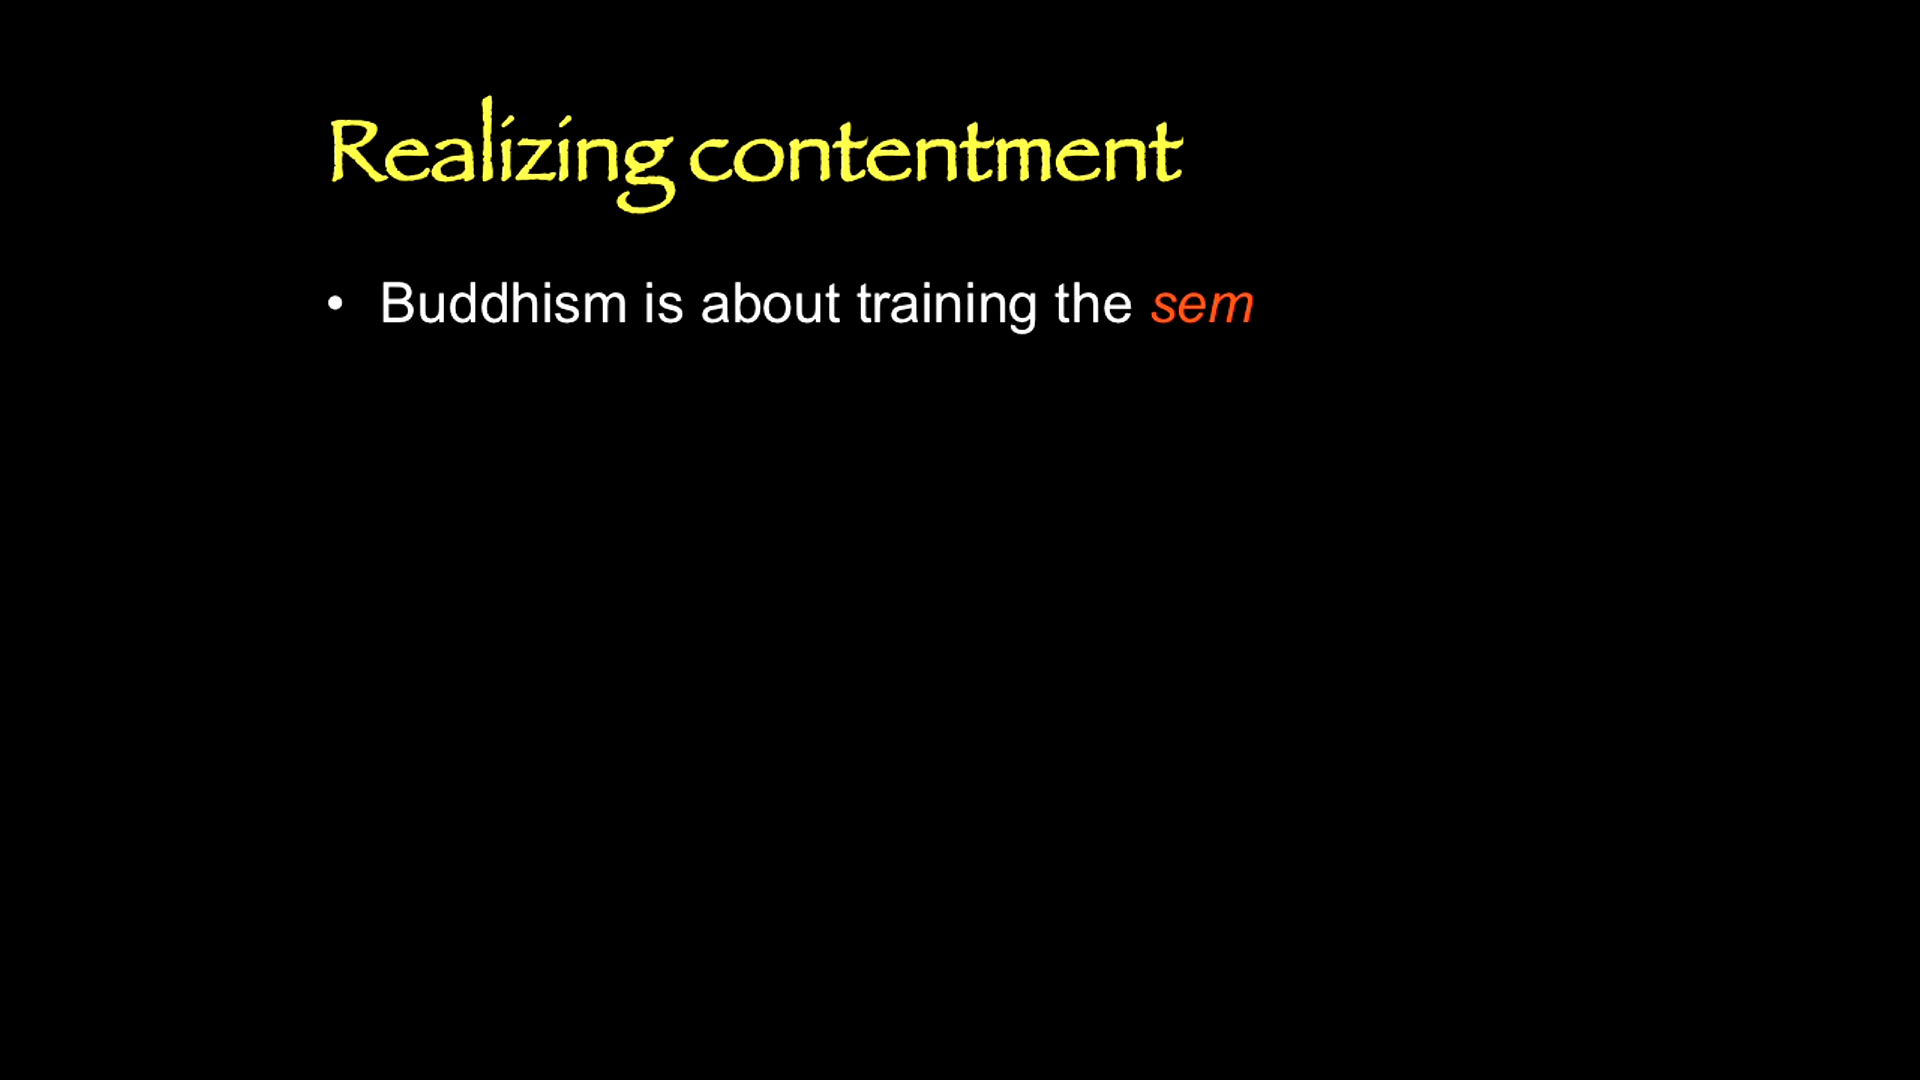 Realizing contentment
• Buddhism is about training the sem